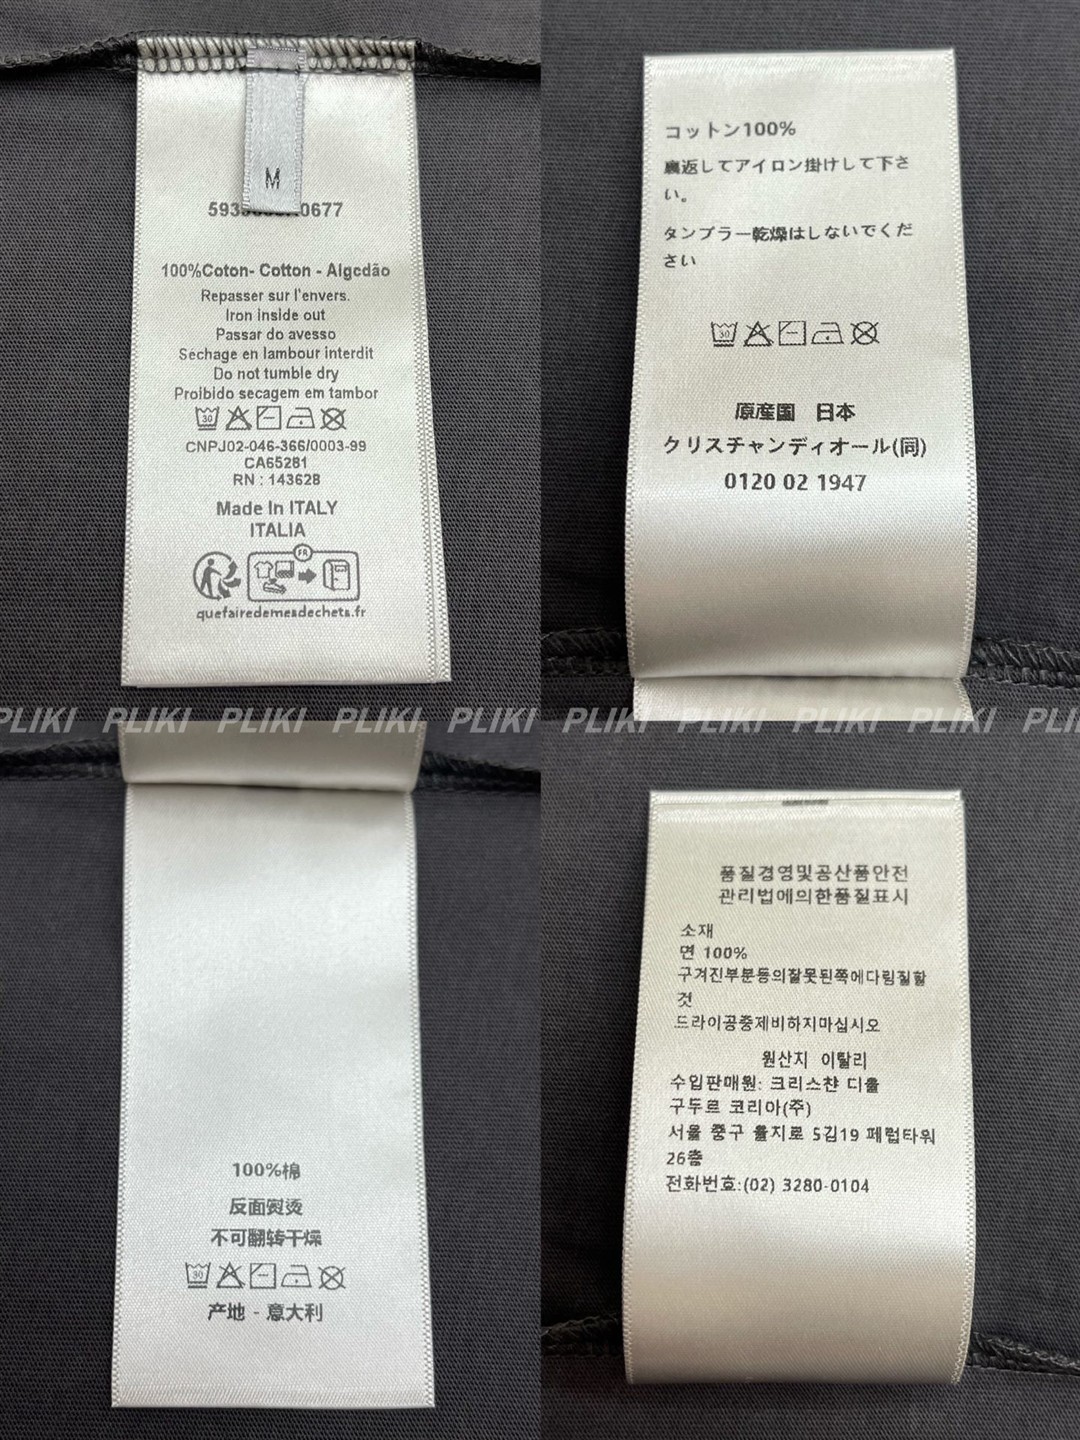 M
100%Coton- Cotton - Algcdão
Repasser sur l'envers.
Iron inside out
Passar do avesso
Séchage en lambour interdit
Do not tumble dry
Proibido secagem em tambor
30
CNPJ02-046-366/0003-99
CA65281
RN : 143628
Made In ITALY
ITALIA
FR
quefairedemesdechets.fr
コットン100%
裏返してアイロン掛けして下さ
い。
タンブラー乾燥はしないでくだ
さい
30
原産国 日本
クリスチャンディオール(同)
0120 02 1947
PLIKI PLIKI PLIKI PLIKI PLIKI PLIKI PLIKI PLIKI PLIKI PLI
100%棉
反面熨烫
不可翻转干燥
30
产地 - 意大利
품질경영및공산품안전
관리법에의한품질표시
소재
면 100%
구겨진부분등의잘못된쪽에다림질할
것
드라이공중제비하지마십시오
원산지 이탈리
수입판매원: 크리스챤 디올
구두르 코리아(주)
서울 중구 을지로 5김19 페럼타워
26층
전화번호:(02) 3280-0104